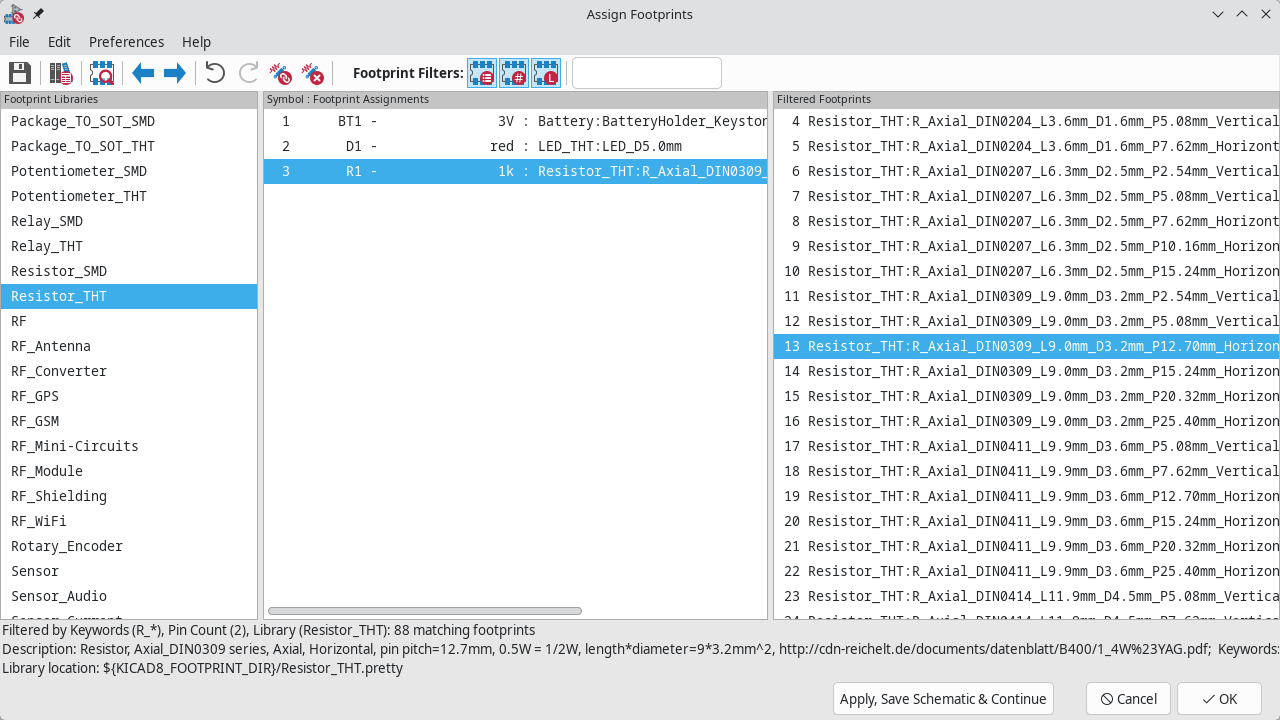 Assign Footprints
File Edit Preferences Help
Footprint Filters:
Footprint Libraries
Package_TO_SOT_SMD
Package_TO_SOT_THT
Potentiometer_SMD
Potentiometer_THT
Relay_SMD
Relay_THT
Resistor_SMD
Resistor_THT
RF
RF_Antenna
RF_Converter
RF_GPS
RF_GSM
RF_Mini-Circuits
RF_Module
RF_Shielding
RF_WiFi
Rotary_Encoder
Sensor
Sensor_Audio
Symbol : Footprint Assignments
1 BT1 - 3V : Battery:BatteryHolder_Keyston
2 D1 - red : LED_THT:LED_D5.0mm
3 R1 - 1k : Resistor_THT:R_Axial_DIN0309_
Filtered Footprints
4 Resistor_THT:R_Axial_DIN0204_L3.6mm_D1.6mm_P5.08mm_Vertical
5 Resistor_THT:R_Axial_DIN0204_L3.6mm_D1.6mm_P7.62mm_Horizont
6 Resistor_THT:R_Axial_DIN0207_L6.3mm_D2.5mm_P2.54mm_Vertical
7 Resistor_THT:R_Axial_DIN0207_L6.3mm_D2.5mm_P5.08mm_Vertical
8 Resistor_THT:R_Axial_DIN0207_L6.3mm_D2.5mm_P7.62mm_Horizont
9 Resistor_THT:R_Axial_DIN0207_L6.3mm_D2.5mm_P10.16mm_Horizon
10 Resistor_THT:R_Axial_DIN0207_L6.3mm_D2.5mm_P15.24mm_Horizon
11 Resistor_THT:R_Axial_DIN0309_L9.0mm_D3.2mm_P2.54mm_Vertical
12 Resistor_THT:R_Axial_DIN0309_L9.0mm_D3.2mm_P5.08mm_Vertical
13 Resistor_THT:R_Axial_DIN0309_L9.0mm_D3.2mm_P12.70mm_Horizon
14 Resistor_THT:R_Axial_DIN0309_L9.0mm_D3.2mm_P15.24mm_Horizon
15 Resistor_THT:R_Axial_DIN0309_L9.0mm_D3.2mm_P20.32mm_Horizon
16 Resistor_THT:R_Axial_DIN0309_L9.0mm_D3.2mm_P25.40mm_Horizon
17 Resistor_THT:R_Axial_DIN0411_L9.9mm_D3.6mm_P5.08mm_Vertical
18 Resistor_THT:R_Axial_DIN0411_L9.9mm_D3.6mm_P7.62mm_Vertical
19 Resistor_THT:R_Axial_DIN0411_L9.9mm_D3.6mm_P12.70mm_Horizon
20 Resistor_THT:R_Axial_DIN0411_L9.9mm_D3.6mm_P15.24mm_Horizon
21 Resistor_THT:R_Axial_DIN0411_L9.9mm_D3.6mm_P20.32mm_Horizon
22 Resistor_THT:R_Axial_DIN0411_L9.9mm_D3.6mm_P25.40mm_Horizon
23 Resistor_THT:R_Axial_DIN0414_L11.9mm_D4.5mm_P5.08mm_Vertica
Filtered by Keywords (R_*), Pin Count (2), Library (Resistor_THT): 88 matching footprints
Description: Resistor, Axial_DIN0309 series, Axial, Horizontal, pin pitch=12.7mm, 0.5W = 1/2W, length*diameter=9*3.2mm^2, http://cdn-reichelt.de/documents/datenblatt/B400/1_4W%23YAG.pdf; Keywords:
Library location: ${KICAD8_FOOTPRINT_DIR}/Resistor_THT.pretty
Apply, Save Schematic & Continue Cancel OK